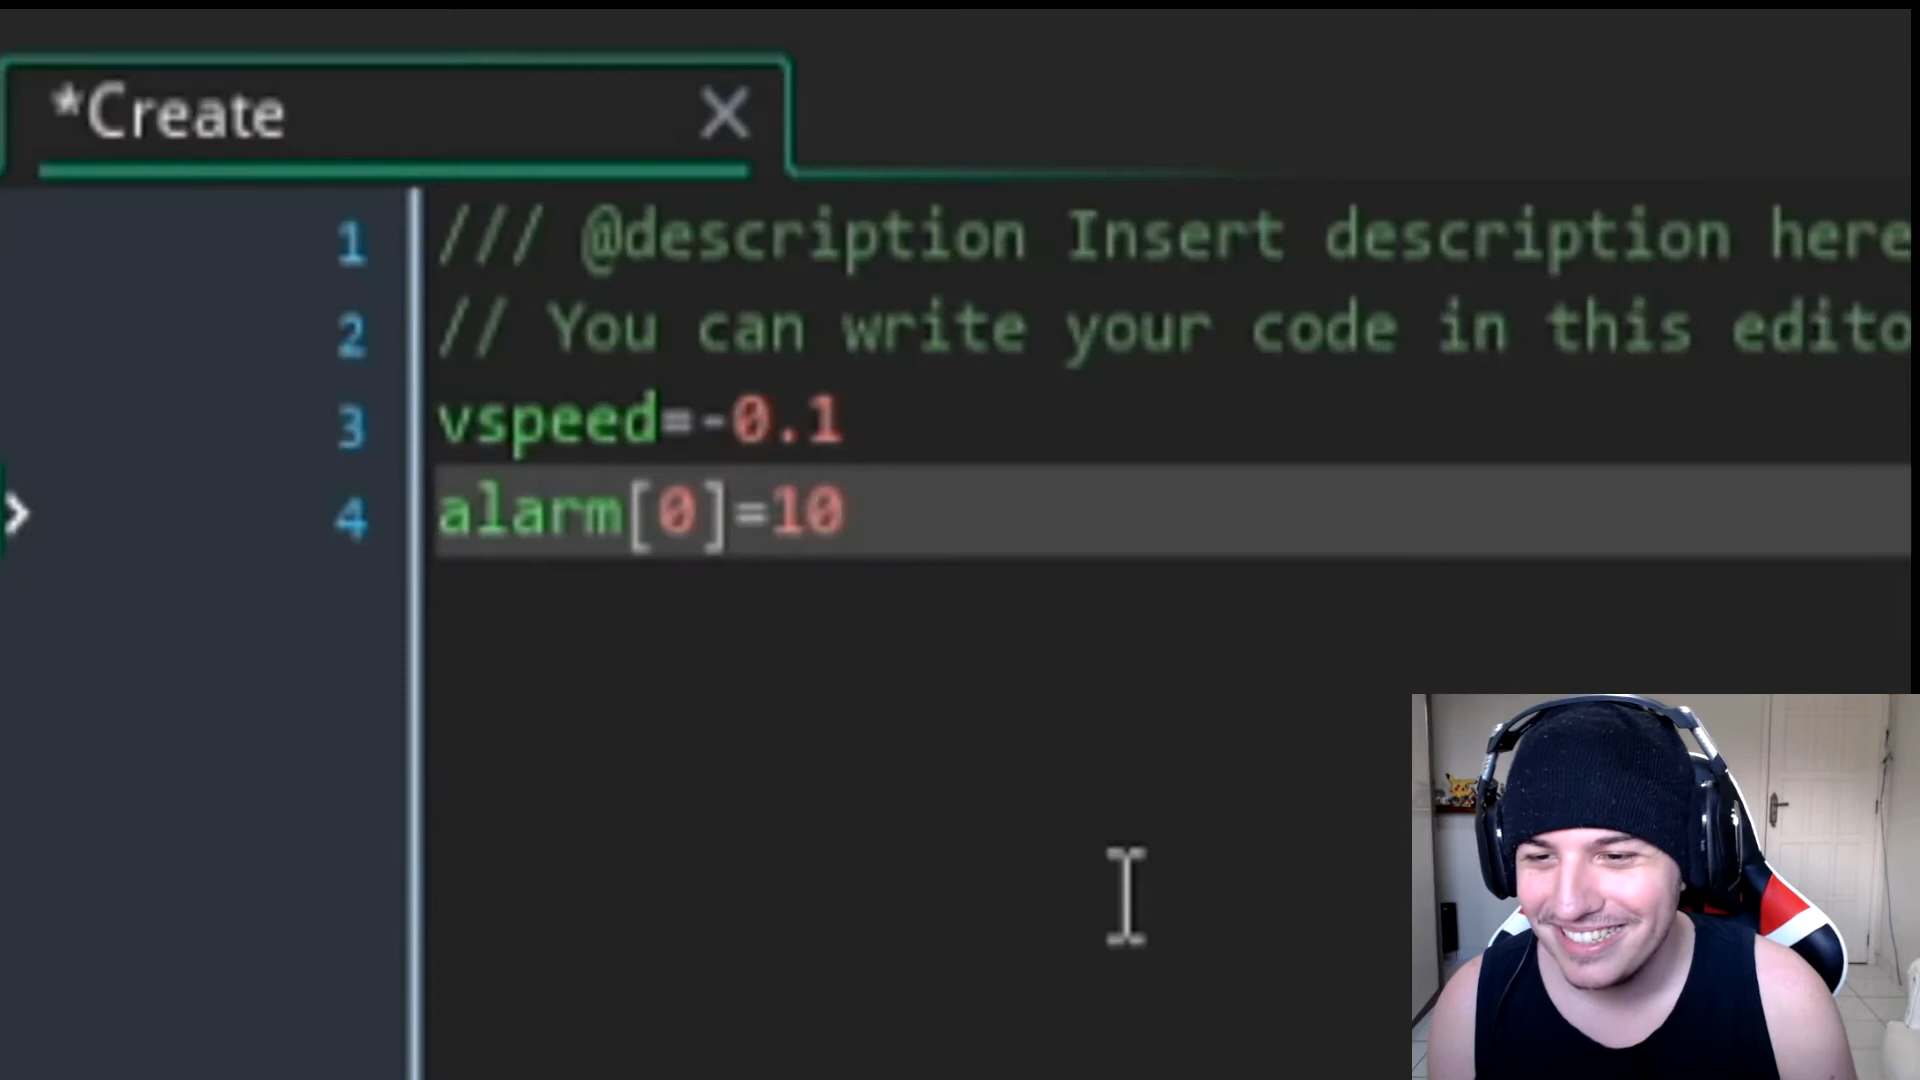 *Create
1 /// @description Insert description here
2 // You can write your code in this edito
3 vspeed=-0.1
4 alarm[0]=10